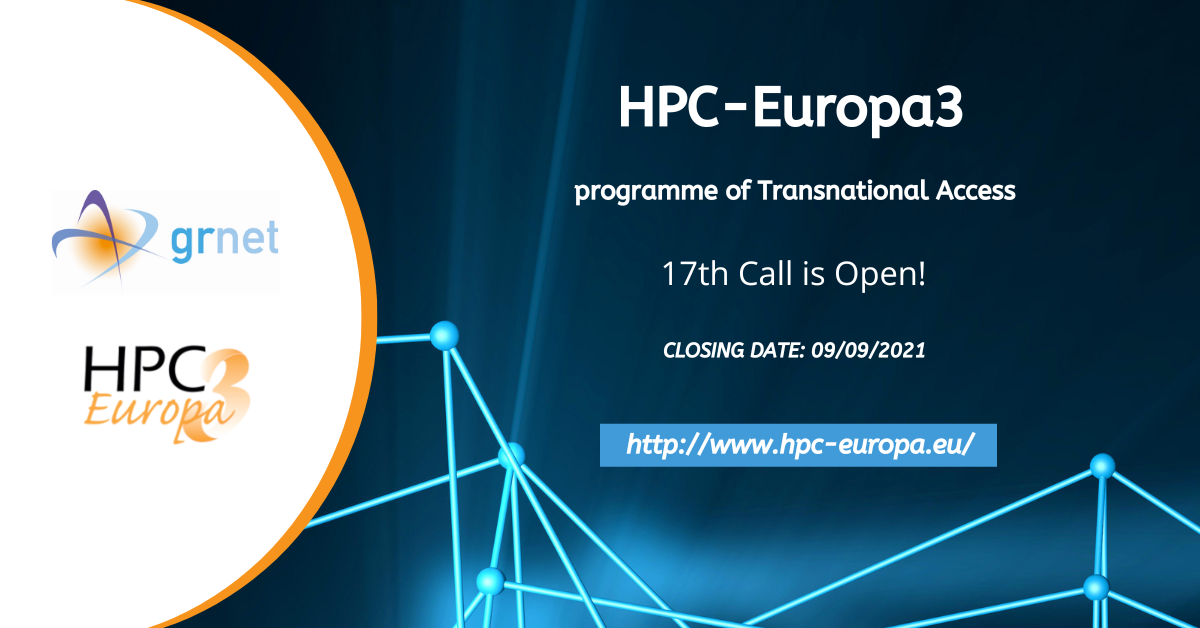 grnet
HPC 3
Europa
HPC-Europa3
programme of Transnational Access
17th Call is Open!
CLOSING DATE: 09/09/2021
http://www.hpc-europa.eu/